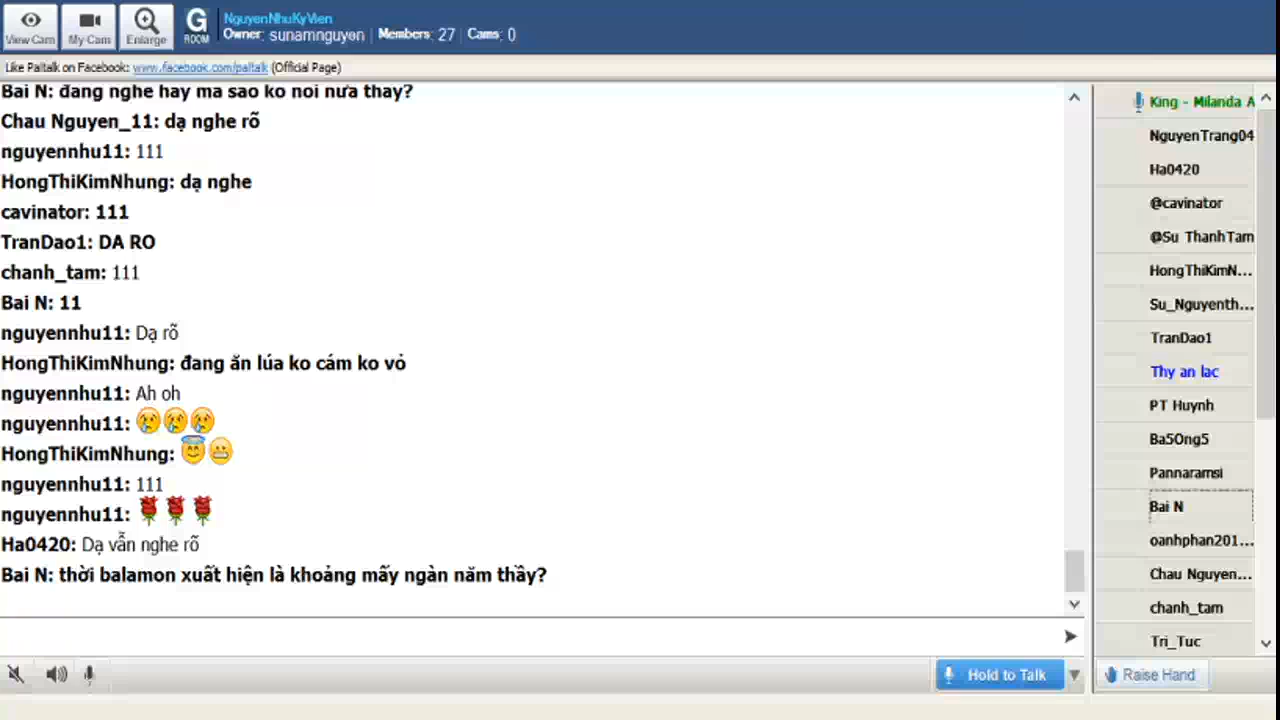 View Cam
My Cam
Enlarge
G
ROOM
NguyenNhuKyVien
Owner: sunamnguyen | Members: 27 | Cams: 0
Like Paltalk on Facebook: www.facebook.com/paltalk (Official Page)
Bai N: đang nghe hay ma sao ko noi nưa thay?
Chau Nguyen_11: dạ nghe rõ
nguyennhu11: 111
HongThiKimNhung: dạ nghe
cavinator: 111
TranDao1: DA RO
chanh_tam: 111
Bai N: 11
nguyennhu11: Dạ rõ
HongThiKimNhung: đang ăn lúa ko cám ko vỏ
nguyennhu11: Ah oh
nguyennhu11:
HongThiKimNhung:
nguyennhu11: 111
nguyennhu11:
Ha0420: Dạ vẫn nghe rõ
Bai N: thời balamon xuất hiện là khoảng mấy ngàn năm thầy?
King - Milanda A
NguyenTrang04
Ha0420
@cavinator
@Su ThanhTam
HongThiKimN...
Su_Nguyenth...
TranDao1
Thy an lac
PT Huynh
Ba5Ong5
Pannaramsi
Bai N
oanhphan201...
Chau Nguyen...
chanh_tam
Tri_Tuc
Hold to Talk
Raise Hand